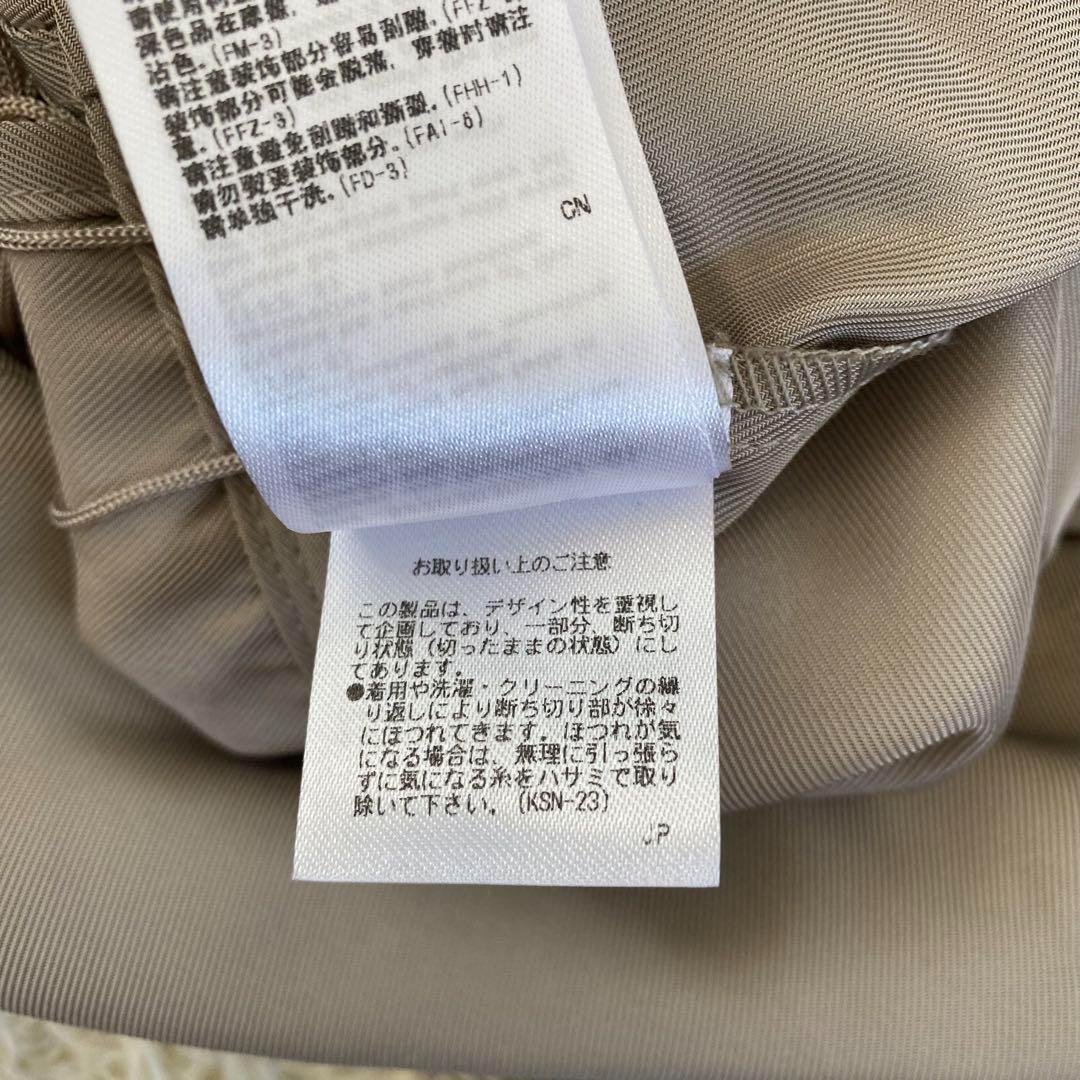 深色品在摩擦,
沾色。(FM-3)
请注意装饰部分容易刮破。(FFZ-
装饰部分可能会脱落，穿戴时请注
意。(FFZ-3)
请注意避免刮蹭和断裂。(FHH-1)
请勿熨烫装饰部分。(FAI-6)
请单独干洗。(FD-3)
CN
お取り扱い上のご注意
この製品は、デザイン性を重視し
て企画しており、一部分、断ち切
り状態（切ったままの状態）にし
てあります。
●着用や洗濯・クリーニングの繰
り返しにより断ち切り部が徐々
にほつれてきます。ほつれが気
になる場合は、無理に引っ張ら
ずに気になる糸をハサミで取り
除いて下さい。(KSN-23)
JP